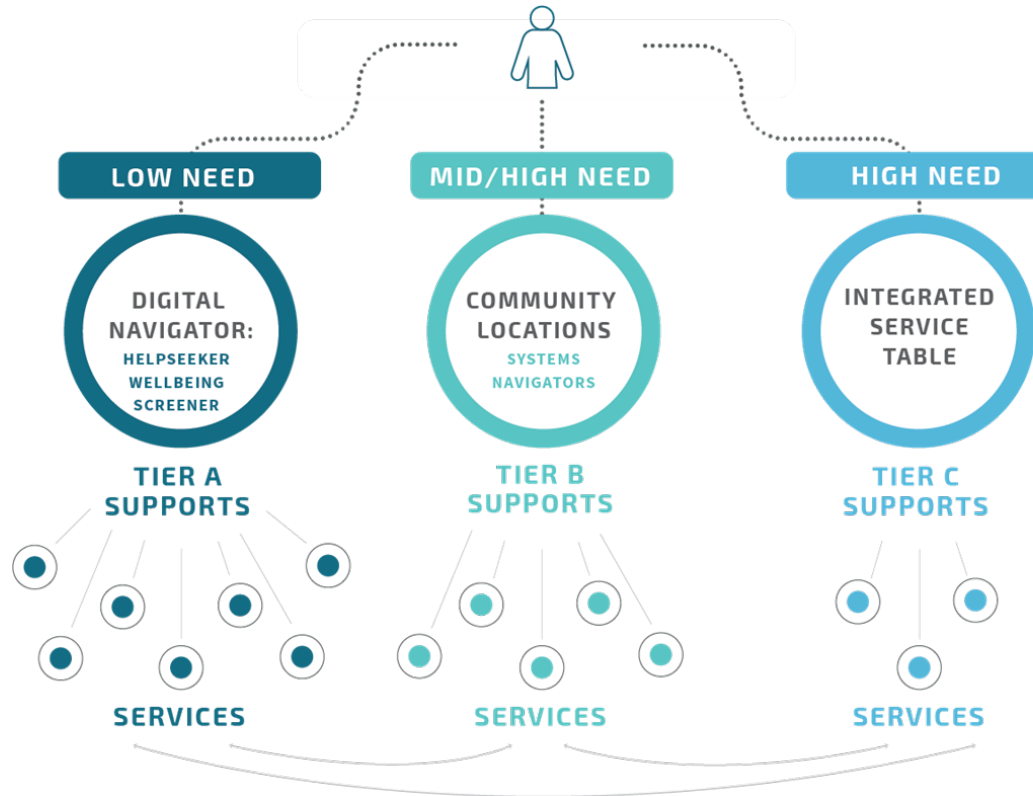 LOW NEED
MID/HIGH NEED
HIGH NEED
DIGITAL
NAVIGATOR:
HELPSEEKER
WELLBEING
SCREENER
COMMUNITY
LOCATIONS
SYSTEMS
NAVIGATORS
INTEGRATED
SERVICE
TABLE
TIER A
SUPPORTS
TIER B
SUPPORTS
TIER C
SUPPORTS
SERVICES
SERVICES
SERVICES